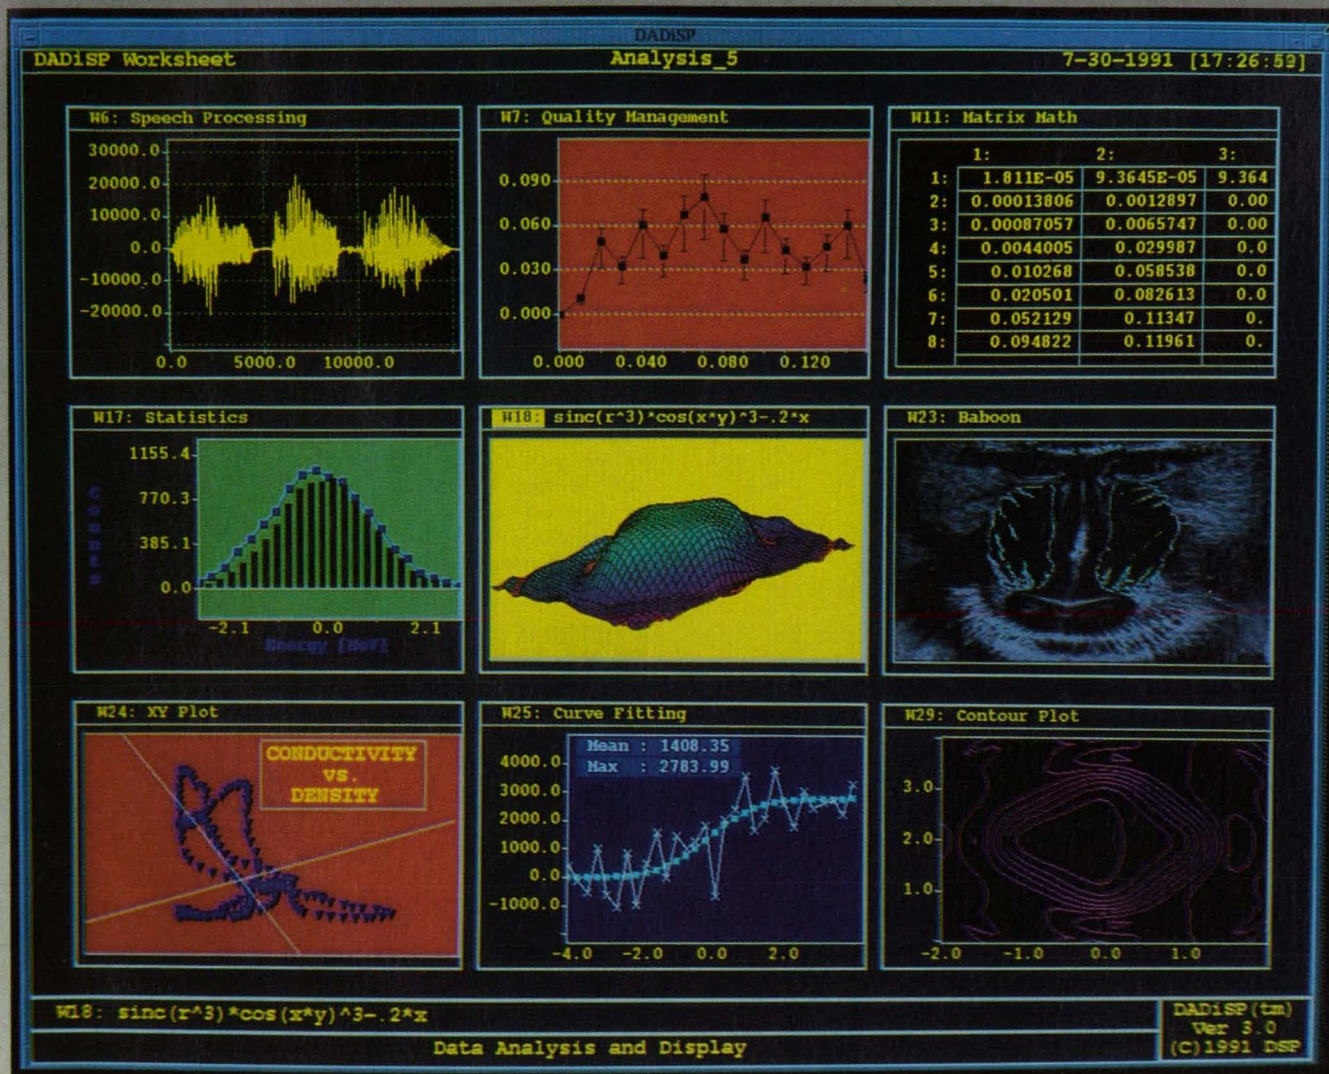 DADiSP
DADiSP Worksheet Analysis_5 7-30-1991 [17:26:59]
W6: Speech Processing
30000.0
20000.0
10000.0
0.0
-10000.0
-20000.0
0.0 5000.0 10000.0
W7: Quality Management
0.090
0.060
0.030
0.000
0.000 0.040 0.080 0.120
W11: Matrix Math
1: 2: 3:
1: 1.811E-05 9.3645E-05 9.364
2: 0.00013806 0.0012897 0.00
3: 0.00087057 0.0065747 0.00
4: 0.0044005 0.029987 0.0
5: 0.010268 0.058538 0.0
6: 0.020501 0.082613 0.0
7: 0.052129 0.11347 0.
8: 0.094822 0.11961 0.
W17: Statistics
Counts
1155.4
770.3
385.1
0.0
-2.1 0.0 2.1
Energy [MeV]
W18: sinc(r^3)*cos(x*y)^3-.2*x
W23: Baboon
W24: XY Plot
CONDUCTIVITY
vs.
DENSITY
W25: Curve Fitting
Mean : 1408.35
Max : 2783.99
4000.0
3000.0
2000.0
1000.0
0.0
-1000.0
-4.0 -2.0 0.0 2.0
W29: Contour Plot
3.0
2.0
1.0
-2.0 -1.0 0.0 1.0
W18: sinc(r^3)*cos(x*y)^3-.2*x
Data Analysis and Display
DADiSP(tm)
Ver 3.0
(C)1991 DSP